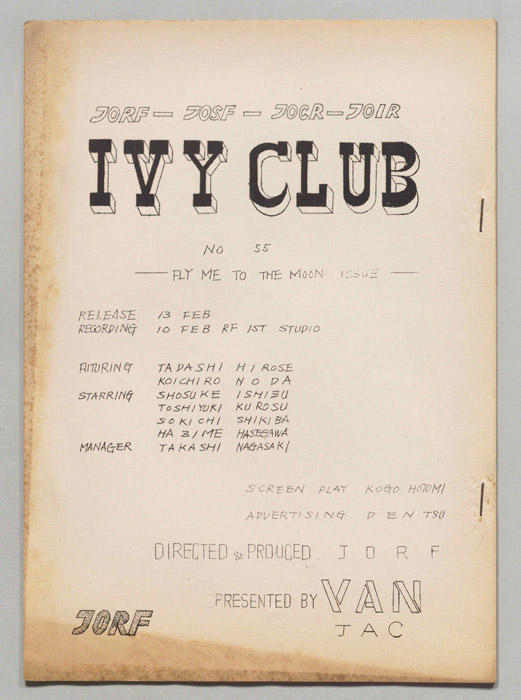 JORF — JOSF — JOCR — JOIR
IVY CLUB
NO 55
— FLY ME TO THE MOON ISSUE —
RELEASE 13 FEB
RECORDING 10 FEB RF 1ST STUDIO
FUTURING TADASHI HIROSE
KOICHIRO NODA
STARRING SHOSUKE ISHIZU
TOSHIYUKI KUROSU
SOKICHI SHIKIBA
HAZIME HASEGAWA
MANAGER TAKASHI NAGASAKI
SCREEN PLAY KOGO HOTOMI
ADVERTISING DENTSU
DIRECTED & PRODUCED. JORF
PRESENTED BY VAN
JAC
JORF